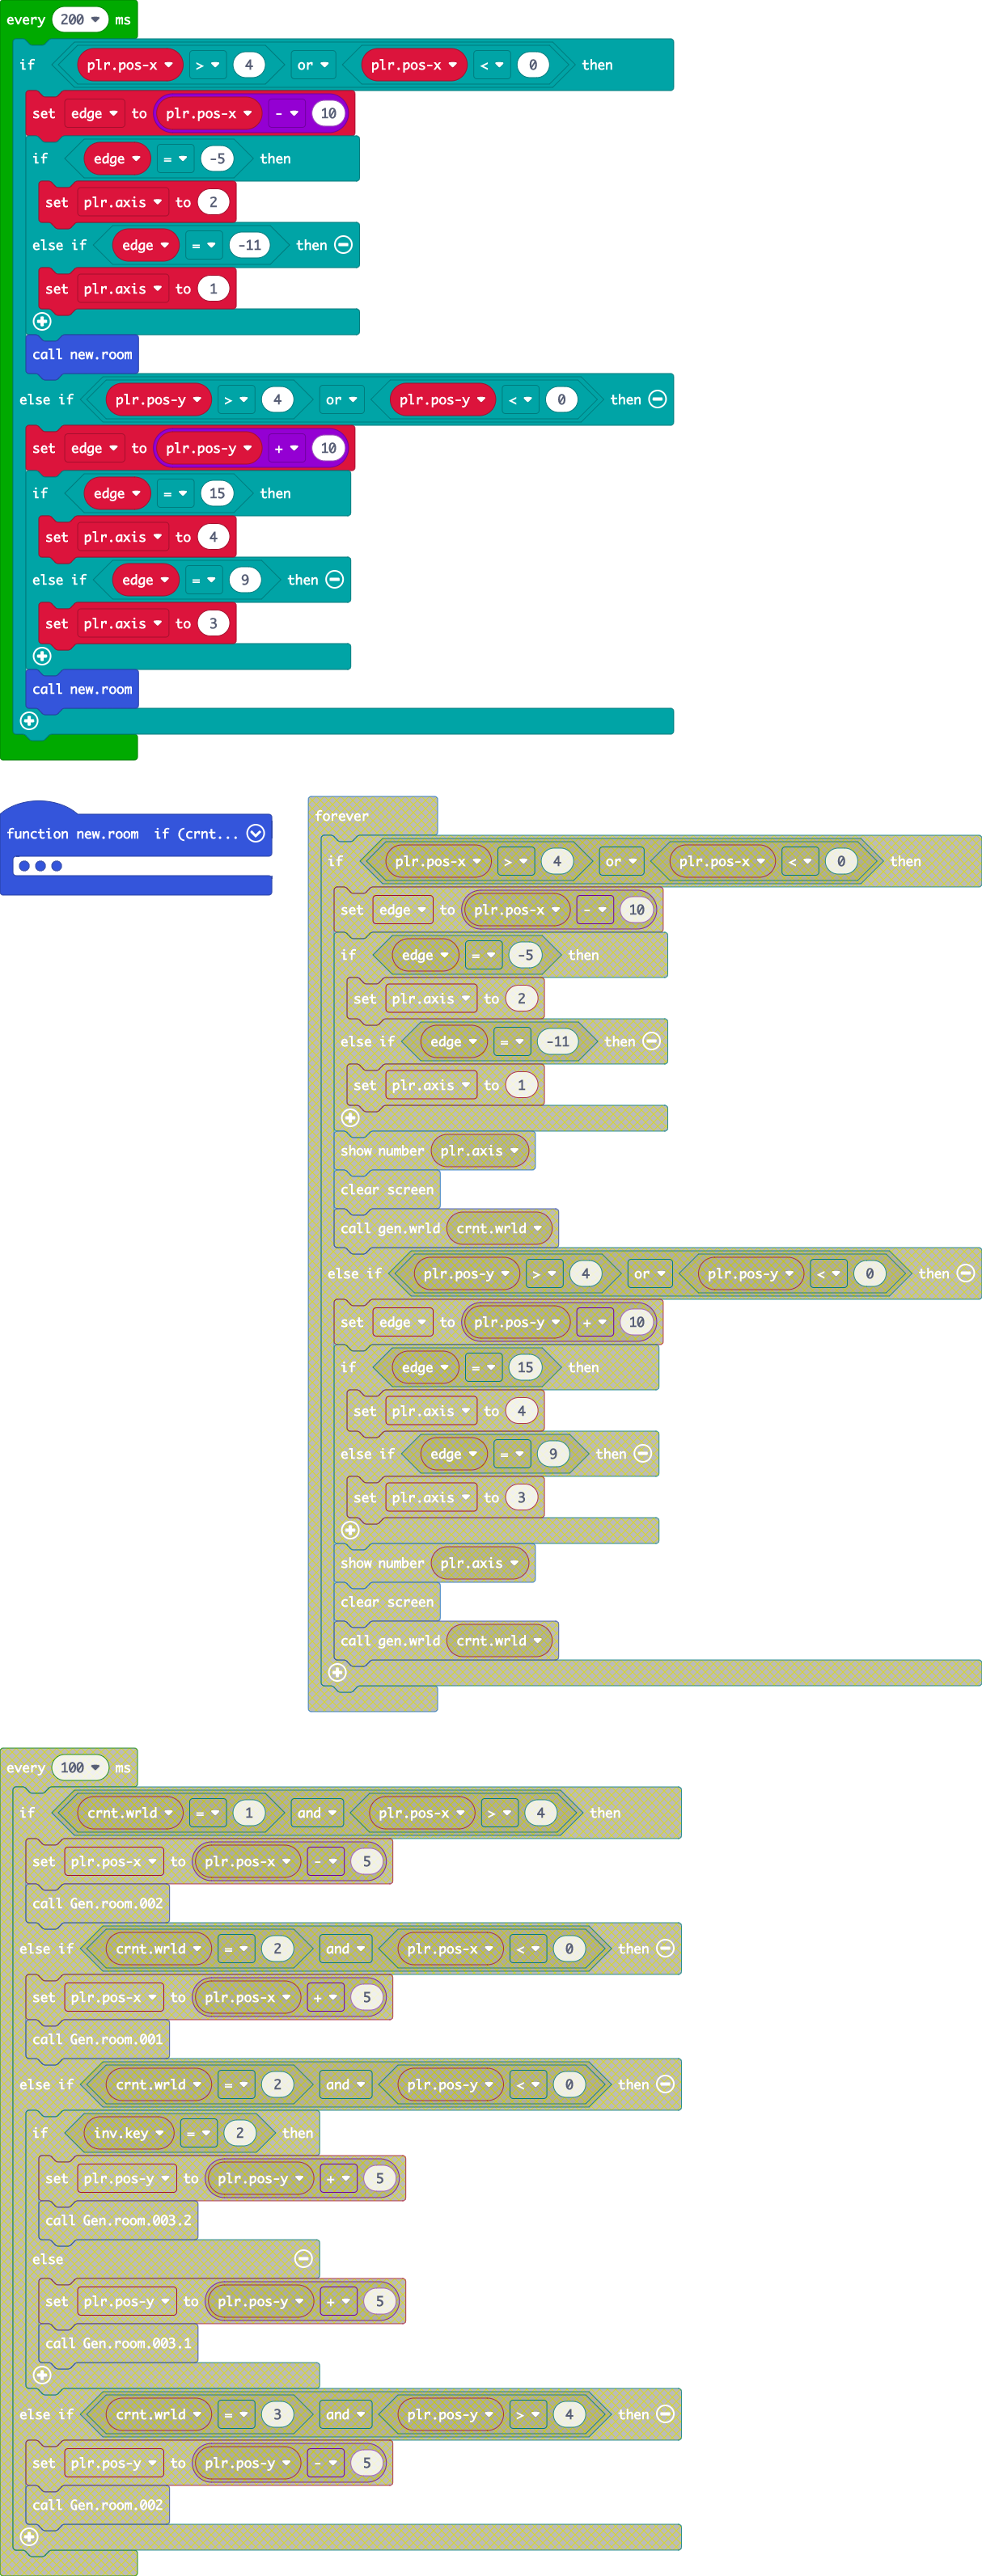 every 200 ms
if plr.pos-x > 4 or plr.pos-x < 0 then
set edge to plr.pos-x - 10
if edge = -5 then
set plr.axis to 2
else if edge = -11 then
set plr.axis to 1
call new.room
else if plr.pos-y > 4 or plr.pos-y < 0 then
set edge to plr.pos-y + 10
if edge = 15 then
set plr.axis to 4
else if edge = 9 then
set plr.axis to 3
call new.room
function new.room if (crnt...
forever
if plr.pos-x > 4 or plr.pos-x < 0 then
set edge to plr.pos-x - 10
if edge = -5 then
set plr.axis to 2
else if edge = -11 then
set plr.axis to 1
show number plr.axis
clear screen
call gen.wrld crnt.wrld
else if plr.pos-y > 4 or plr.pos-y < 0 then
set edge to plr.pos-y + 10
if edge = 15 then
set plr.axis to 4
else if edge = 9 then
set plr.axis to 3
show number plr.axis
clear screen
call gen.wrld crnt.wrld
every 100 ms
if crnt.wrld = 1 and plr.pos-x > 4 then
set plr.pos-x to plr.pos-x - 5
call Gen.room.002
else if crnt.wrld = 2 and plr.pos-x < 0 then
set plr.pos-x to plr.pos-x + 5
call Gen.room.001
else if crnt.wrld = 2 and plr.pos-y < 0 then
if inv.key = 2 then
set plr.pos-y to plr.pos-y + 5
call Gen.room.003.2
else
set plr.pos-y to plr.pos-y + 5
call Gen.room.003.1
else if crnt.wrld = 3 and plr.pos-y > 4 then
set plr.pos-y to plr.pos-y - 5
call Gen.room.002